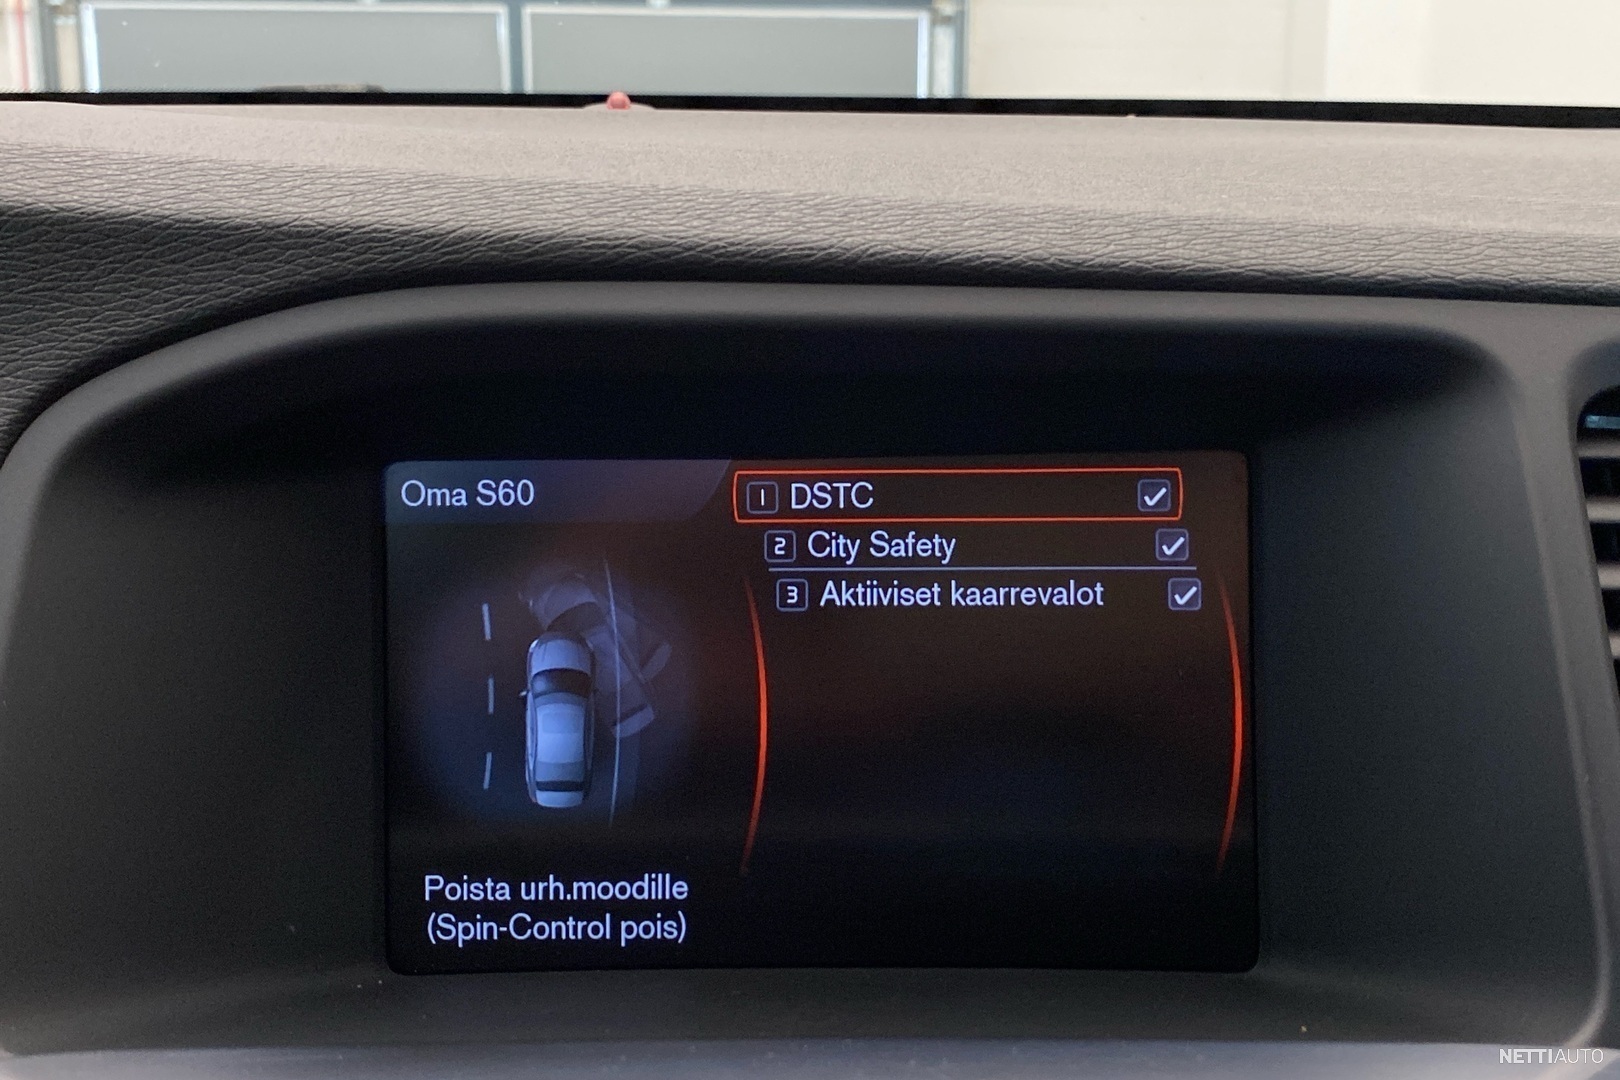 Oma S60
1 DSTC
2 City Safety
3 Aktiiviset kaarrevalot
Poista urh.moodille
(Spin-Control pois)
NETTIAUTO